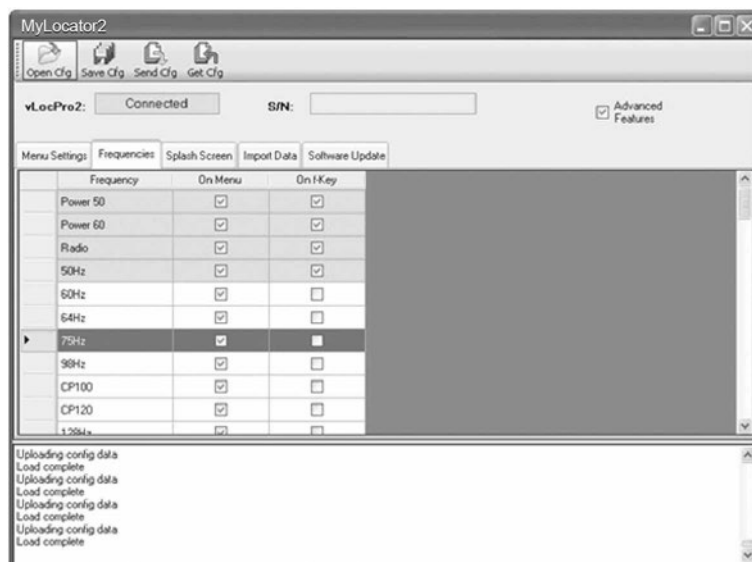 MyLocator2
Open Cfg Save Cfg Send Cfg Get Cfg
vLocPro2: Connected S/N: Advanced Features
Menu Settings Frequencies Splash Screen Import Data Software Update
Frequency On Menu On f-Key
Power 50
Power 60
Radio
50Hz
60Hz
64Hz
75Hz
98Hz
CP100
CP120
128Hz
Uploading config data
Load complete
Uploading config data
Load complete
Uploading config data
Load complete
Uploading config data
Load complete